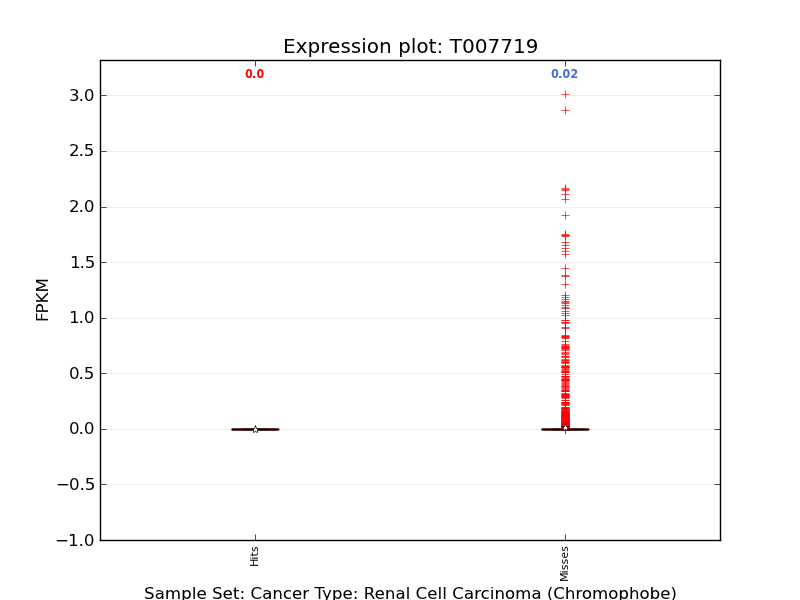 Expression plot: T007719
0.0
0.02
3.0
2.5
2.0
1.5
1.0
0.5
0.0
−0.5
−1.0
FPKM
Hits
Misses
Sample Set: Cancer Type: Renal Cell Carcinoma (Chromophobe)